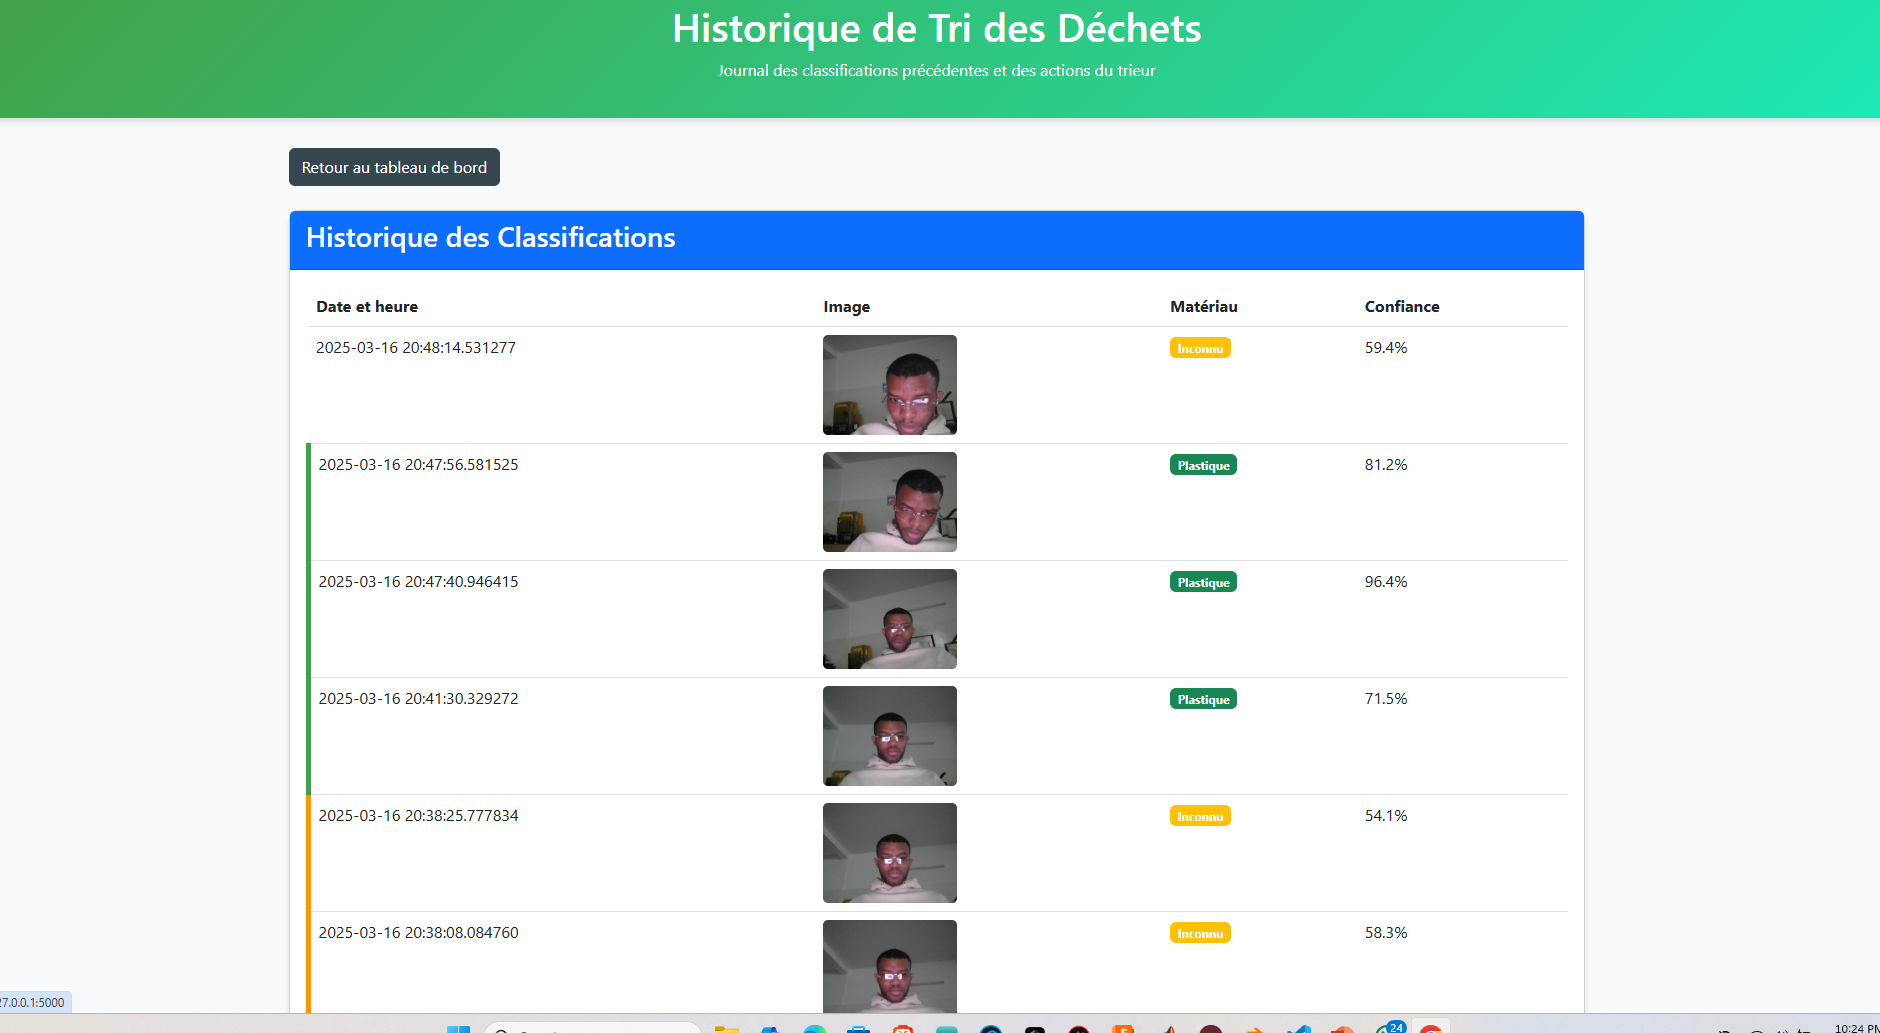 Historique de Tri des Déchets
Journal des classifications précédentes et des actions du trieur
Retour au tableau de bord
Historique des Classifications
Date et heure Image Matériau Confiance
2025-03-16 20:48:14.531277 Inconnu 59.4%
2025-03-16 20:47:56.581525 Plastique 81.2%
2025-03-16 20:47:40.946415 Plastique 96.4%
2025-03-16 20:41:30.329272 Plastique 71.5%
2025-03-16 20:38:25.777834 Inconnu 54.1%
2025-03-16 20:38:08.084760 Inconnu 58.3%
27.0.0.1:5000
24
10:24 PM